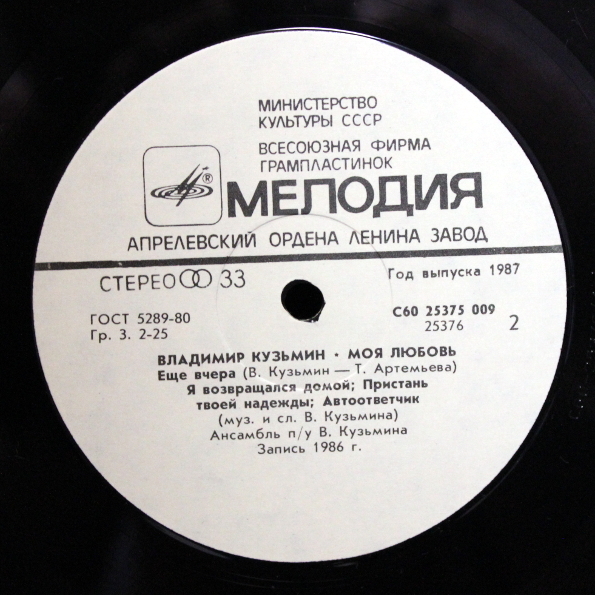 МИНИСТЕРСТВО
КУЛЬТУРЫ СССР
ВСЕСОЮЗНАЯ ФИРМА
ГРАМПЛАСТИНОК
®
МЕЛОДИЯ
АПРЕЛЕВСКИЙ ОРДЕНА ЛЕНИНА ЗАВОД
СТЕРЕО 33
Год выпуска 1987
ГОСТ 5289-80
Гр. 3. 2-25
С60 25375 009
25376
2
ВЛАДИМИР КУЗЬМИН • МОЯ ЛЮБОВЬ
Еще вчера (В. Кузьмин — Т. Артемьева)
Я возвращался домой; Пристань
твоей надежды; Автоответчик
(муз. и сл. В. Кузьмина)
Ансамбль п/у В. Кузьмина
Запись 1986 г.